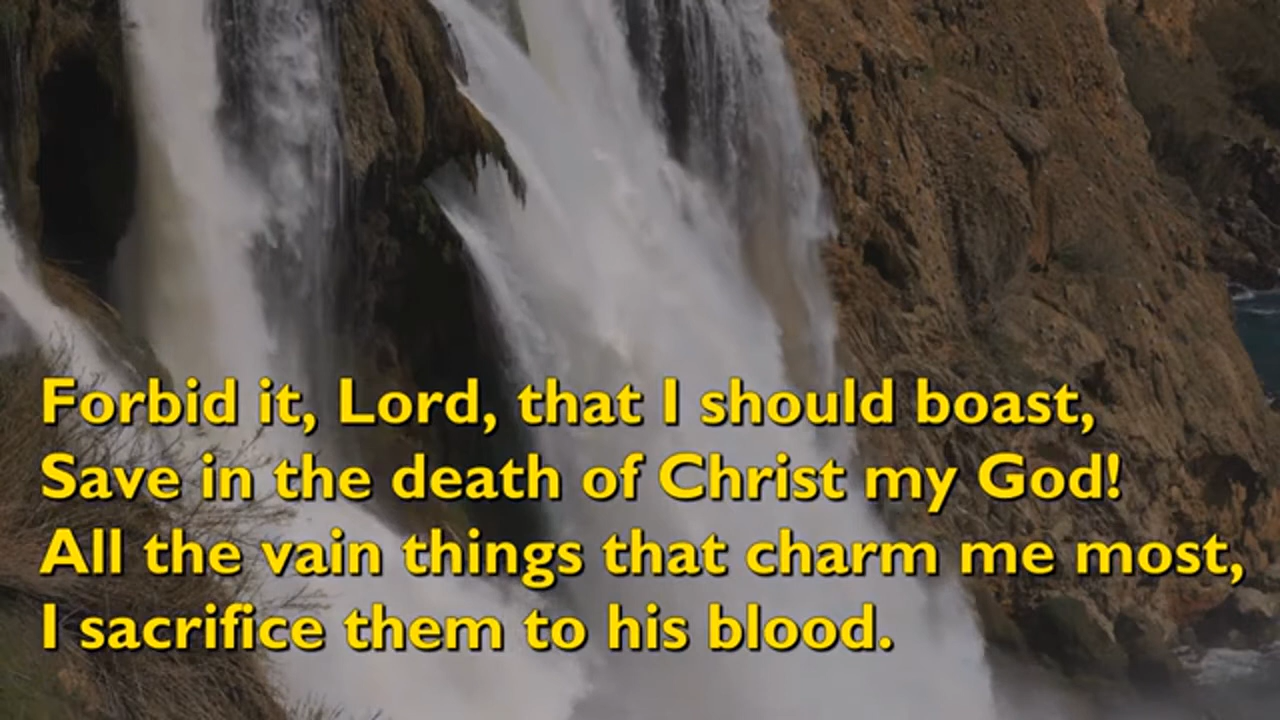 Forbid it, Lord, that I should boast,
Save in the death of Christ my God!
All the vain things that charm me most,
I sacrifice them to his blood.